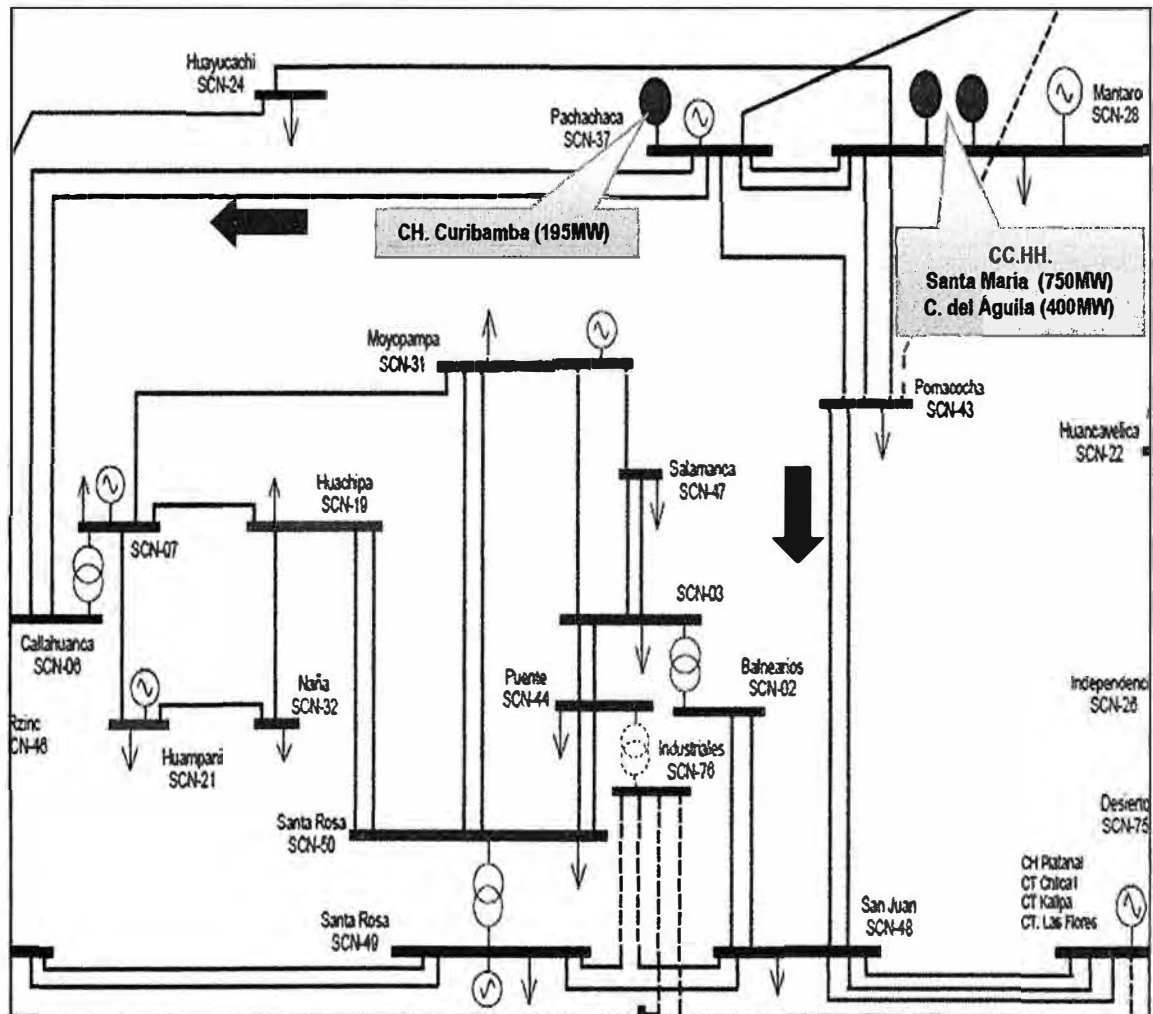 Huayucachi
SCN-24
Pachachaca
SCN-37
Mantaro
SCN-28
CH. Curibamba (195MW)
CC.HH.
Santa María (750MW)
C. del Águila (400MW)
Moyopampa
SCN-31
Pomacocha
SCN-43
Huancavelica
SCN-22
Salamanca
SCN-47
Huachipa
SCN-19
SCN-07
SCN-03
Callahuanca
SCN-06
Puente
SCN-44
Balnearios
SCN-02
Naña
SCN-32
Independenci
SCN-26
Rzinc
CN-46
Huampani
SCN-21
Industriales
SCN-76
Desierto
SCN-75
Santa Rosa
SCN-50
CH Platanal
CT Chilca I
CT Kallpa
CT. Las Flores
San Juan
SCN-48
Santa Rosa
SCN-49